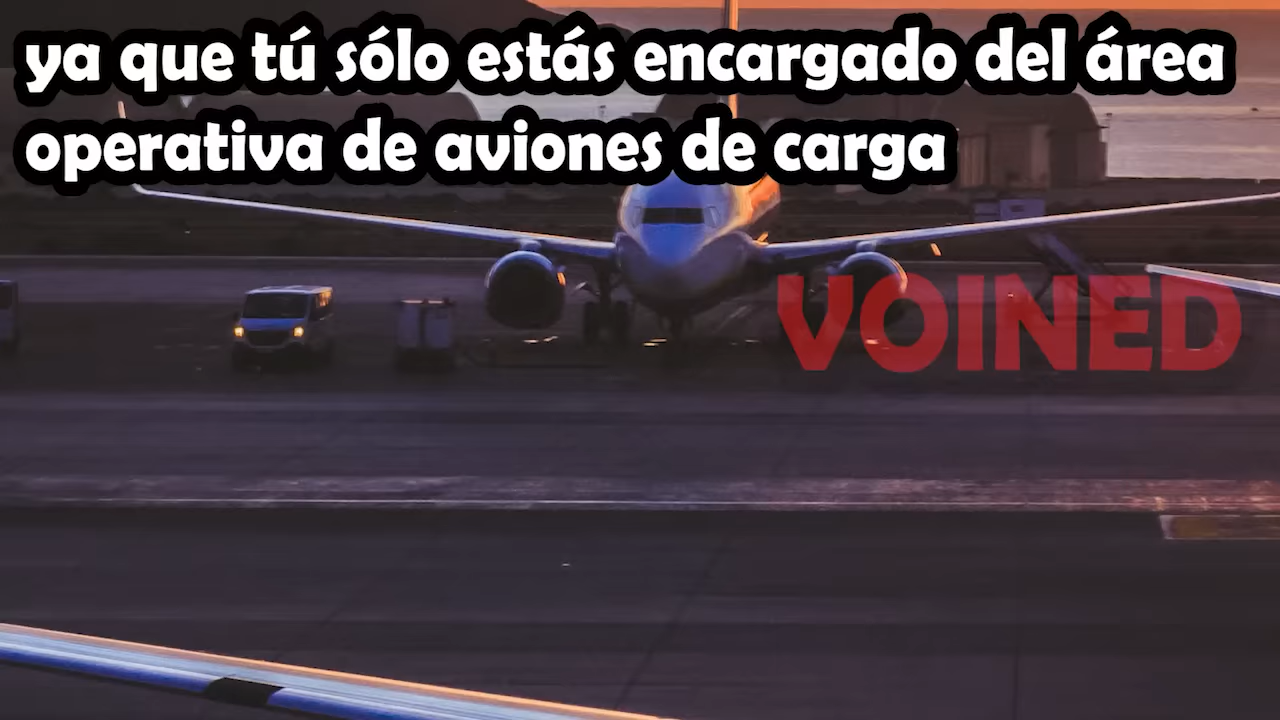 ya que tú sólo estás encargado del área
operativa de aviones de carga
VOINED